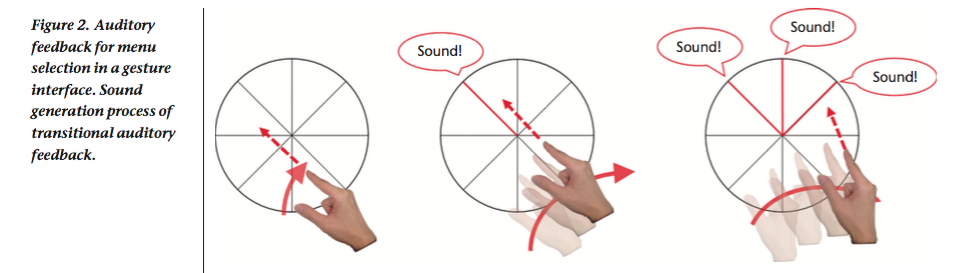 Figure 2. Auditory
feedback for menu
selection in a gesture
interface. Sound
generation process of
transitional auditory
feedback.
Sound!
Sound!
Sound!
Sound!